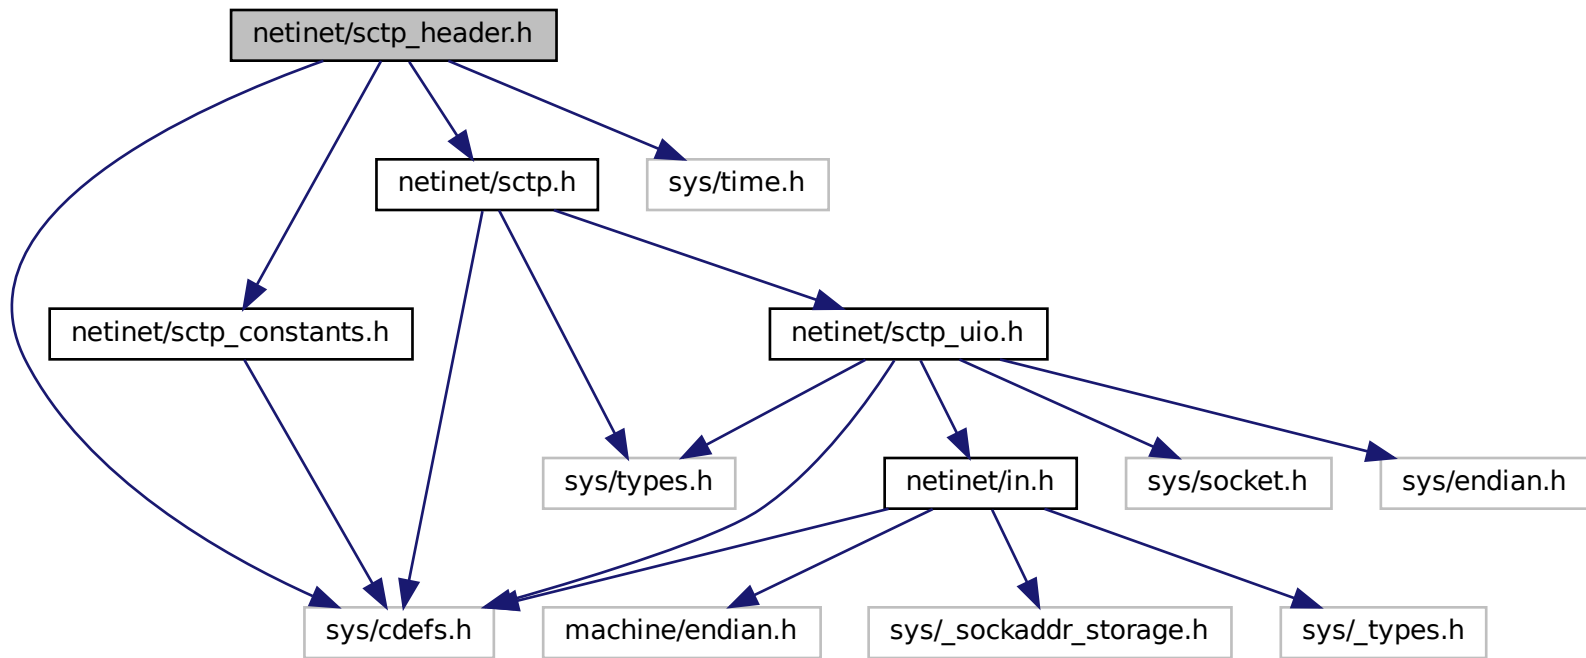 netinet/sctp_header.h
netinet/sctp.h
sys/time.h
netinet/sctp_constants.h
netinet/sctp_uio.h
sys/types.h
netinet/in.h
sys/socket.h
sys/endian.h
sys/cdefs.h
machine/endian.h
sys/_sockaddr_storage.h
sys/_types.h